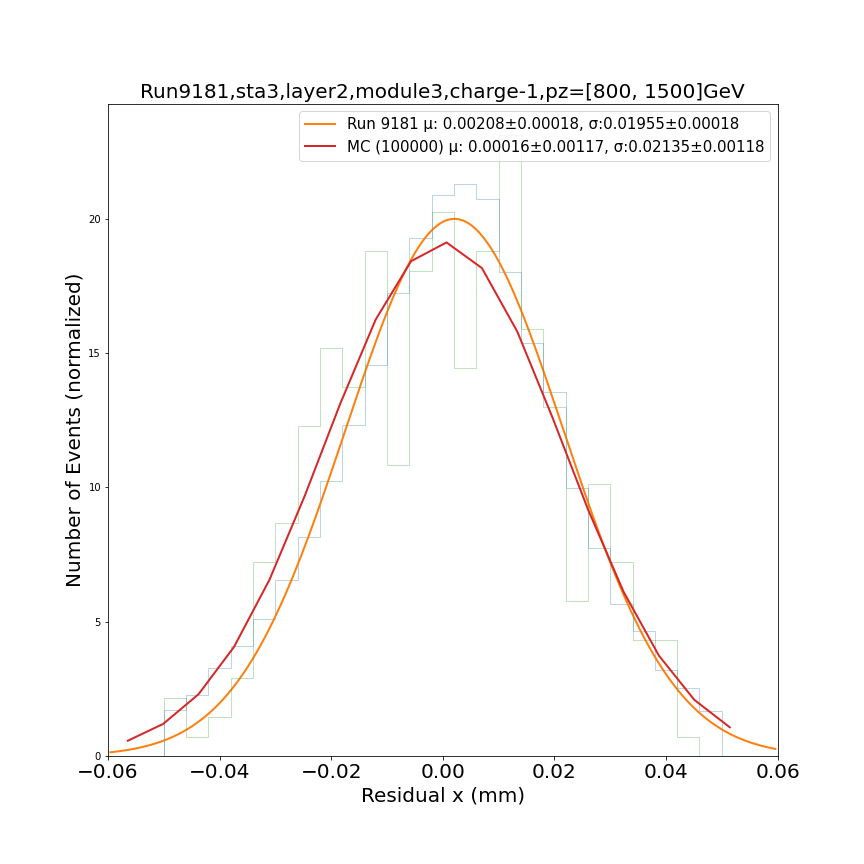 Run9181,sta3,layer2,module3,charge-1,pz=[800, 1500]GeV
Run 9181 μ: 0.00208±0.00018, σ:0.01955±0.00018
MC (100000) μ: 0.00016±0.00117, σ:0.02135±0.00118
Number of Events (normalized)
20
15
10
5
0
−0.06 −0.04 −0.02 0.00 0.02 0.04 0.06
Residual x (mm)